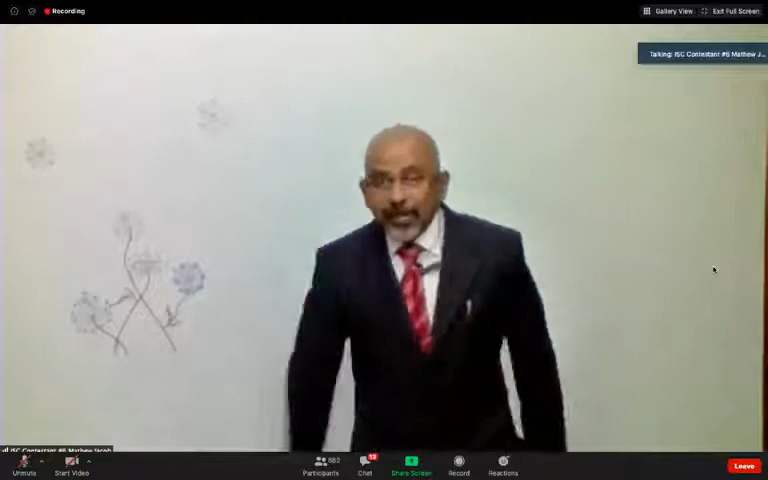 Recording
Gallery View
Exit Full Screen
Talking: ISC Contestant #6 Mathew J...
ISC Contestant #6 Mathew Jacob
Unmute
Start Video
Participants
582
Chat
Share Screen
Record
Reactions
Leave